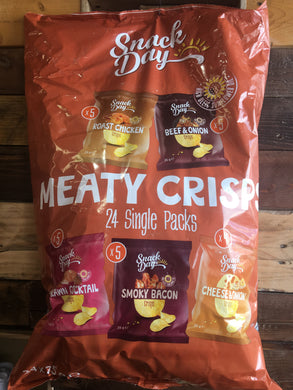 Snack
Day
x5
Snack
Day
ROAST CHICKEN
Snack
Day
BEEF & ONION
MEATY CRISPS
24 Single Packs
Snack
Day
x5
Snack
Day
x5
Snack
Day
PRAWN COCKTAIL
SMOKY BACON
CHEESE & ONION